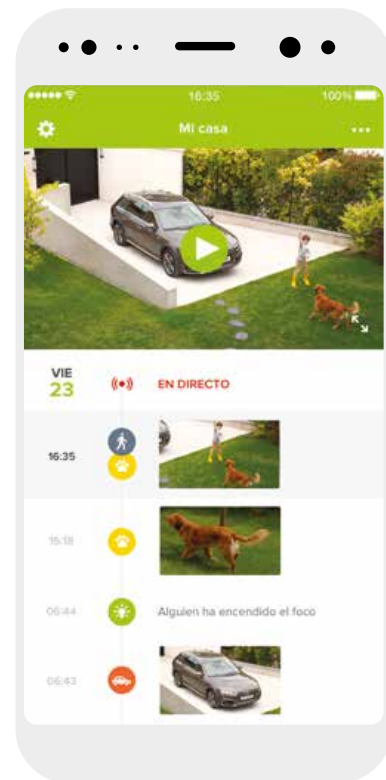 16:35
100%
Mi casa
VIE
23
EN DIRECTO
16:35
15:18
06:44
Alguien ha encendido el foco
06:43